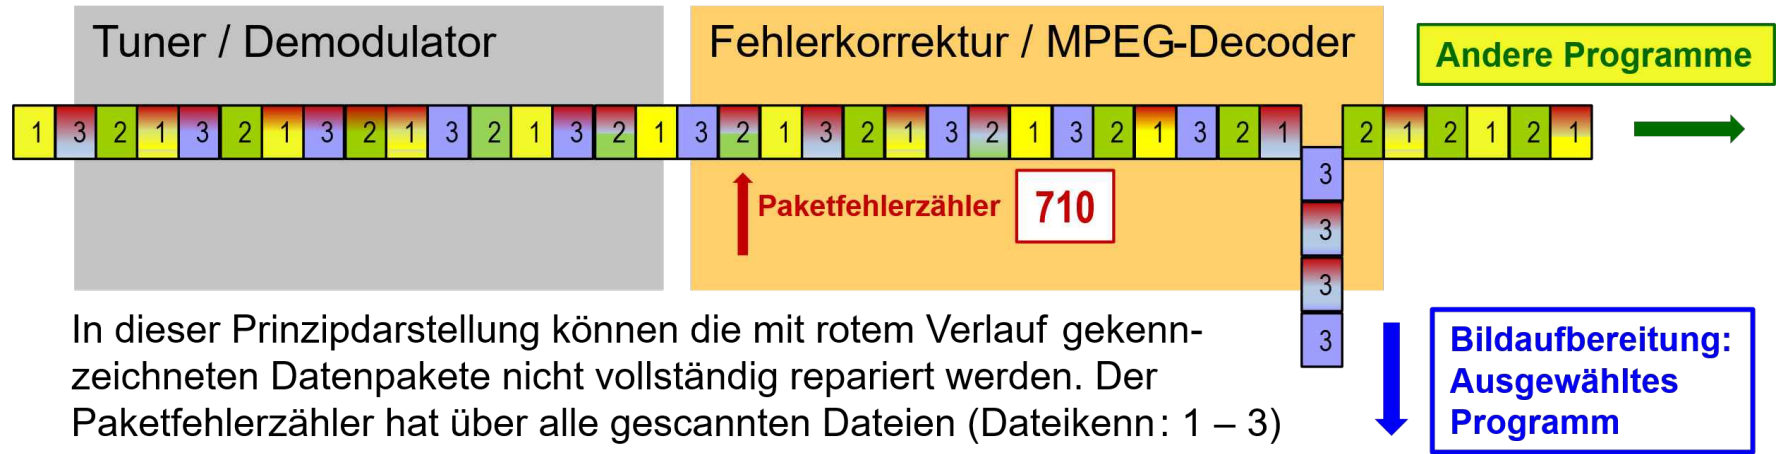 Tuner / Demodulator
Fehlerkorrektur / MPEG-Decoder
Andere Programme
1 3 2 1 3 2 1 3 2 1 3 2 1 3 2 1 3 2 1 3 2 1 3 2 1 3 2 1 3 2 1 2 1 2 1 2 1
3
3
3
3
Paketfehlerzähler
710
In dieser Prinzipdarstellung können die mit rotem Verlauf gekenn-
zeichneten Datenpakete nicht vollständig repariert werden. Der
Paketfehlerzähler hat über alle gescannten Dateien (Dateikenn: 1 – 3)
Bildaufbereitung:
Ausgewähltes
Programm